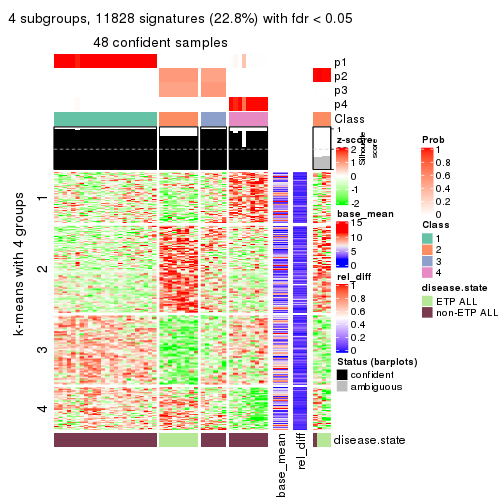 4 subgroups, 11828 signatures (22.8%) with fdr < 0.05
48 confident samples
p1
p2
p3
p4
Class
1
Silhouette
score
z-score
2
1
0
-1
-2
base_mean
15
10
5
0
rel_diff
1
0.8
0.6
0.4
0.2
0
Status (barplots)
confident
ambiguous
Prob
1
0.8
0.6
0.4
0.2
0
Class
1
2
3
4
disease.state
ETP ALL
non-ETP ALL
k-means with 4 groups
1
2
3
4
disease.state
base_mean
rel_diff